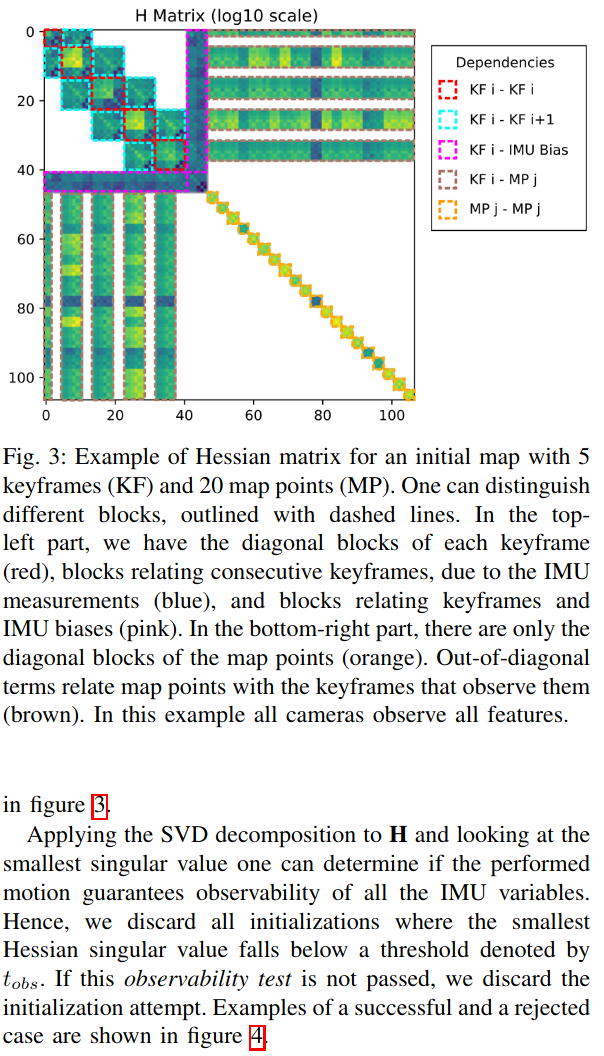 H Matrix (log10 scale)
0
20
40
60
80
100
0
20
40
60
80
100
Dependencies
KF i - KF i
KF i - KF i+1
KF i - IMU Bias
KF i - MP j
MP j - MP j
Fig. 3: Example of Hessian matrix for an initial map with 5
keyframes (KF) and 20 map points (MP). One can distinguish
different blocks, outlined with dashed lines. In the top-
left part, we have the diagonal blocks of each keyframe
(red), blocks relating consecutive keyframes, due to the IMU
measurements (blue), and blocks relating keyframes and
IMU biases (pink). In the bottom-right part, there are only the
diagonal blocks of the map points (orange). Out-of-diagonal
terms relate map points with the keyframes that observe them
(brown). In this example all cameras observe all features.
in figure 3.
Applying the SVD decomposition to H and looking at the
smallest singular value one can determine if the performed
motion guarantees observability of all the IMU variables.
Hence, we discard all initializations where the smallest
Hessian singular value falls below a threshold denoted by
t_obs. If this observability test is not passed, we discard the
initialization attempt. Examples of a successful and a rejected
case are shown in figure 4.